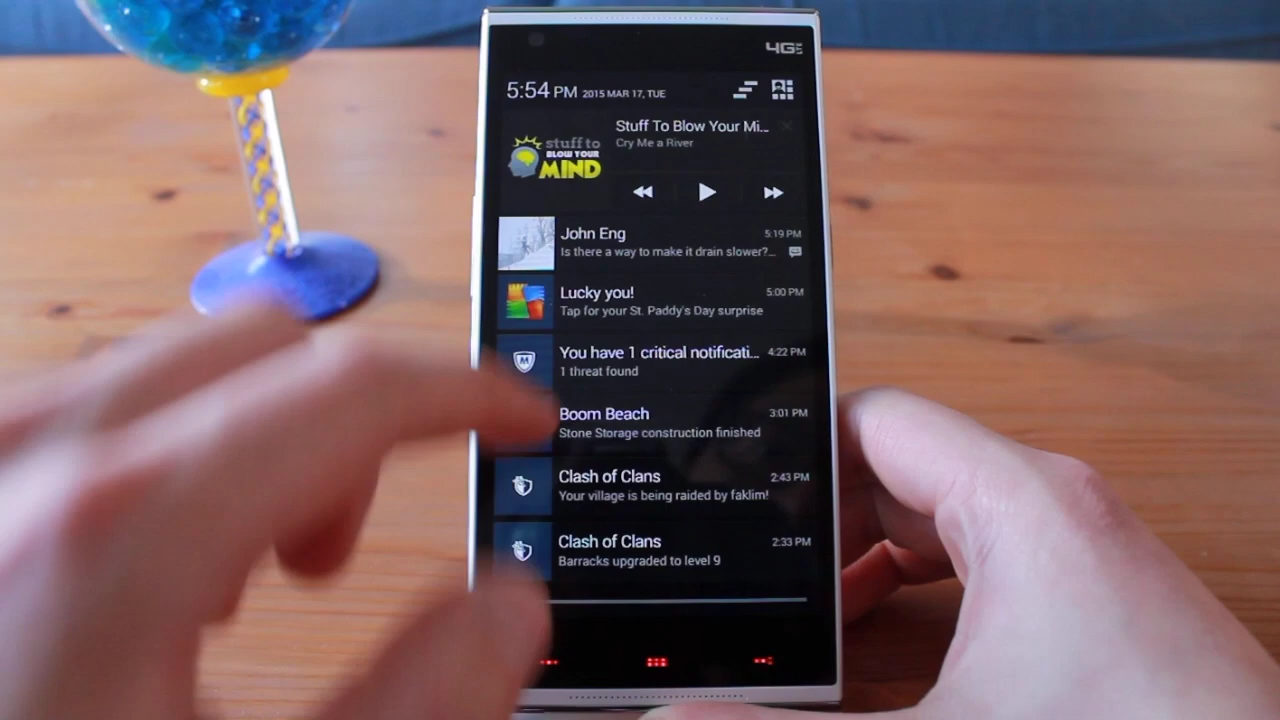 4G LTE
5:54 PM 2015 MAR 17, TUE
Stuff To Blow Your Mi...
Cry Me a River
stuff to
BLOW YOUR
MIND
John Eng 5:19 PM
Is there a way to make it drain slower?...
Lucky you! 5:00 PM
Tap for your St. Paddy's Day surprise
You have 1 critical notificati... 4:22 PM
1 threat found
Boom Beach 3:01 PM
Stone Storage construction finished
Clash of Clans 2:43 PM
Your village is being raided by faklim!
Clash of Clans 2:33 PM
Barracks upgraded to level 9